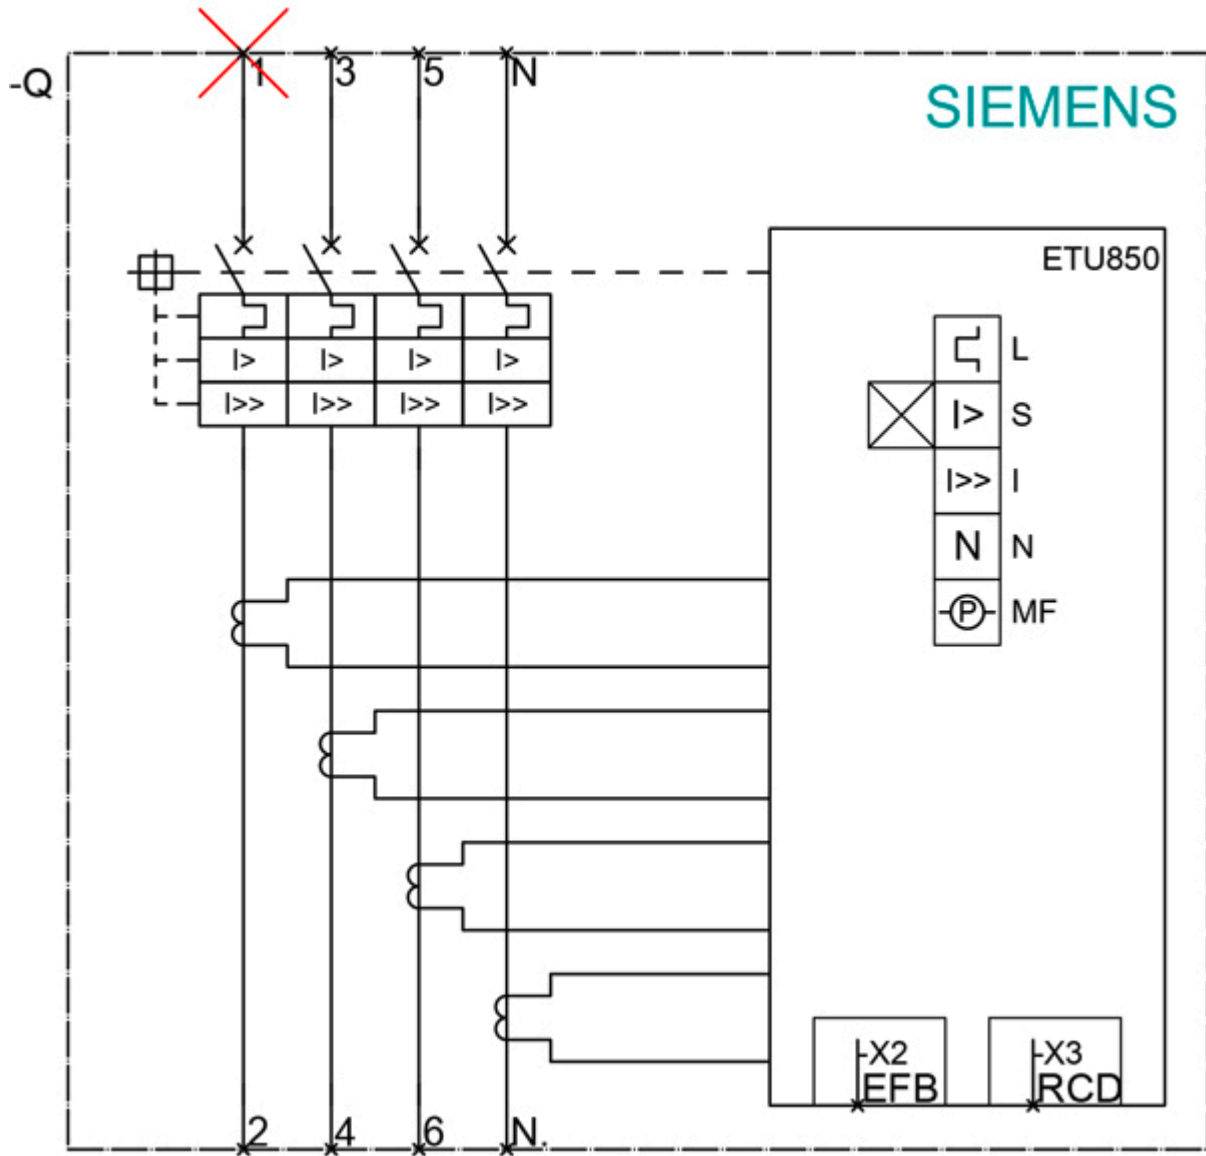 -Q
1 3 5 N
SIEMENS
ETU850
L
I> I> I> I>
I> S
I>> I>> I>> I>>
I>> I
N N
P MF
-X2 -X3
EFB RCD
2 4 6 N.